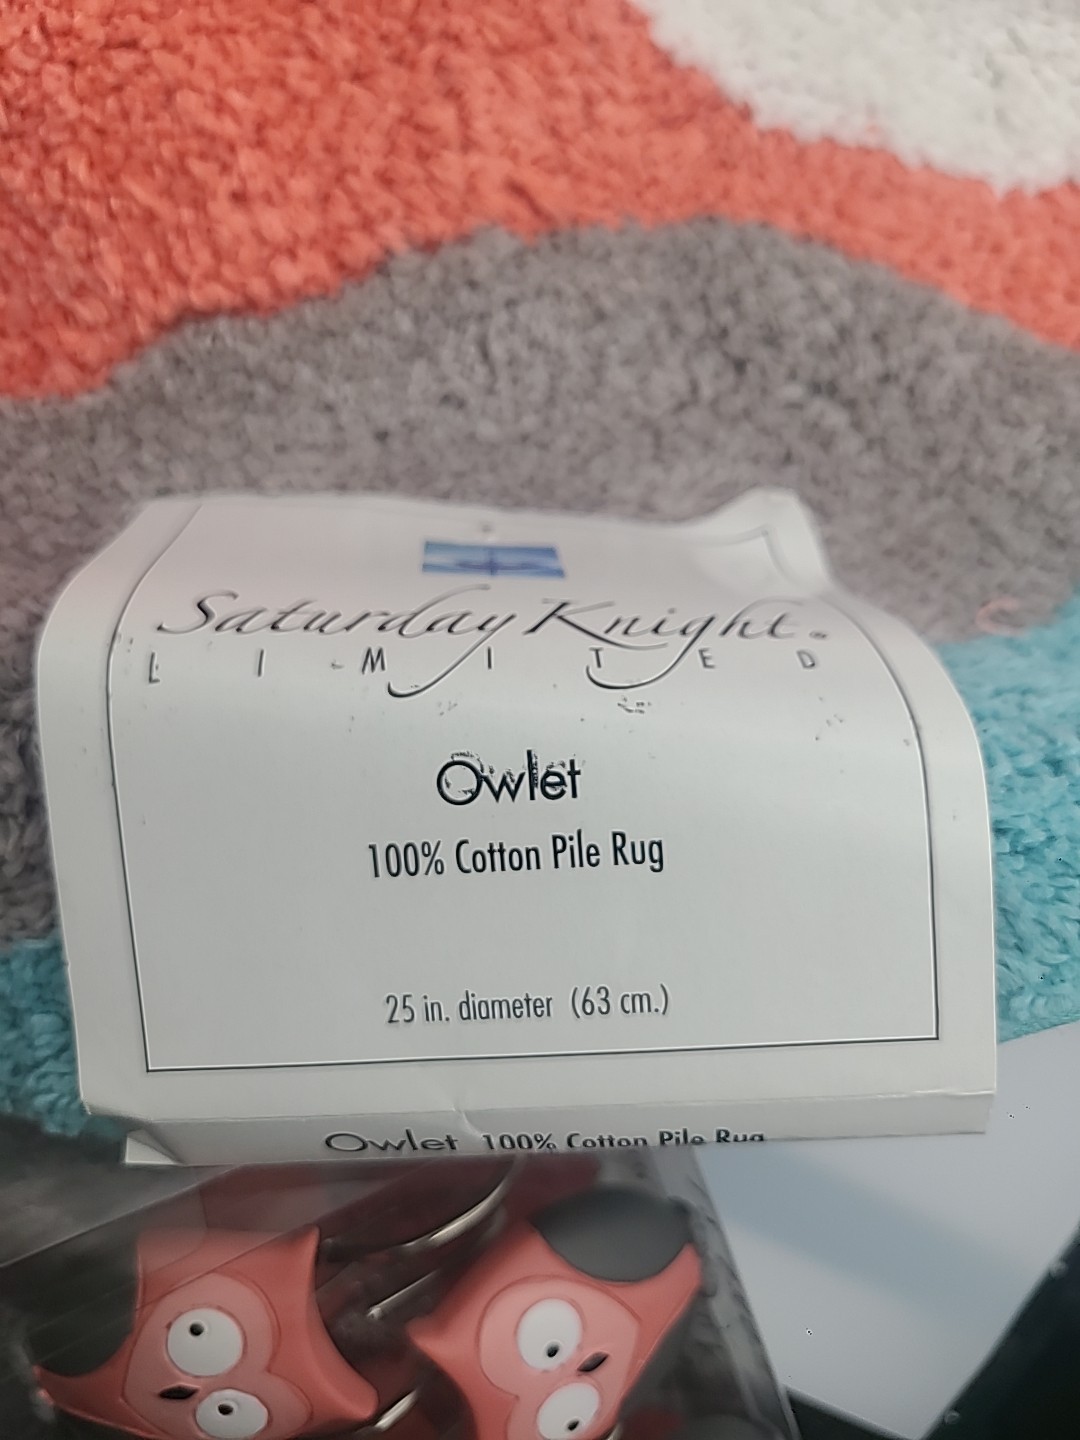 Saturday Knight
LIMITED
Owlet
100% Cotton Pile Rug
25 in. diameter (63 cm.)
Owlet 100% Cotton Pile Rug